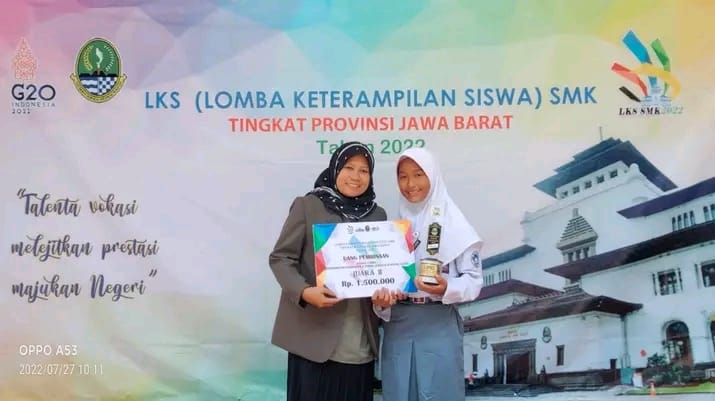 G20
INDONESIA
2022
LKS (LOMBA KETERAMPILAN SISWA) SMK
TINGKAT PROVINSI JAWA BARAT
Tahun 2022
LKS SMK 2022
"Talenta vokasi
melejitkan prestasi
majukan Negeri"
UANG PEMBINAAN
JUARA II
Rp. 1.500.000
OPPO A53
2022/07/27 10:11